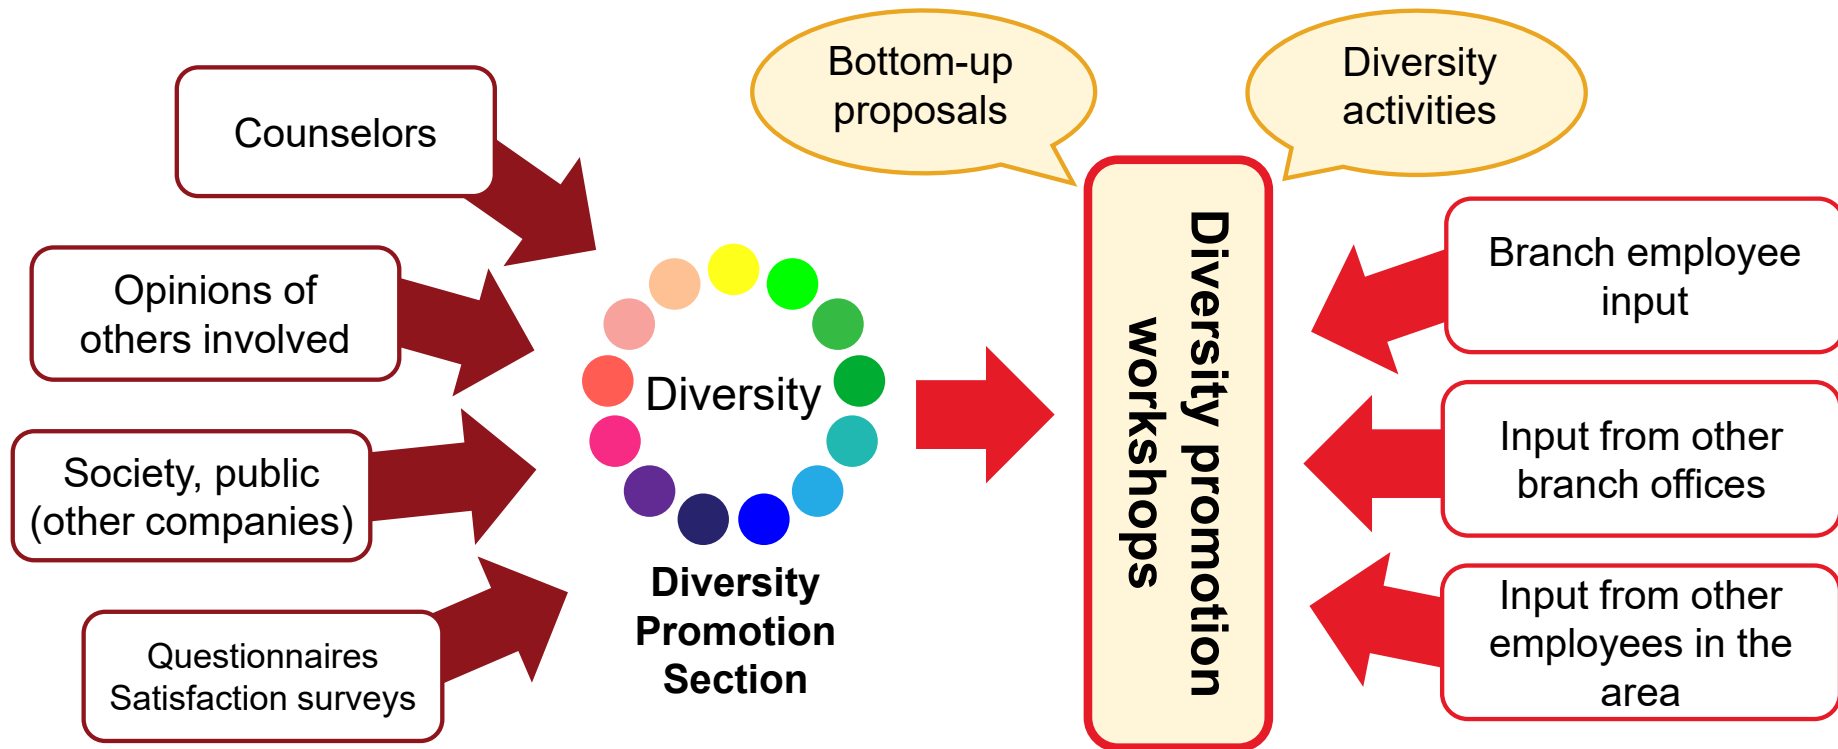 Counselors
Opinions of
others involved
Society, public
(other companies)
Questionnaires
Satisfaction surveys
Diversity
Diversity
Promotion
Section
Bottom-up
proposals
Diversity
activities
Diversity promotion
workshops
Branch employee
input
Input from other
branch offices
Input from other
employees in the
area